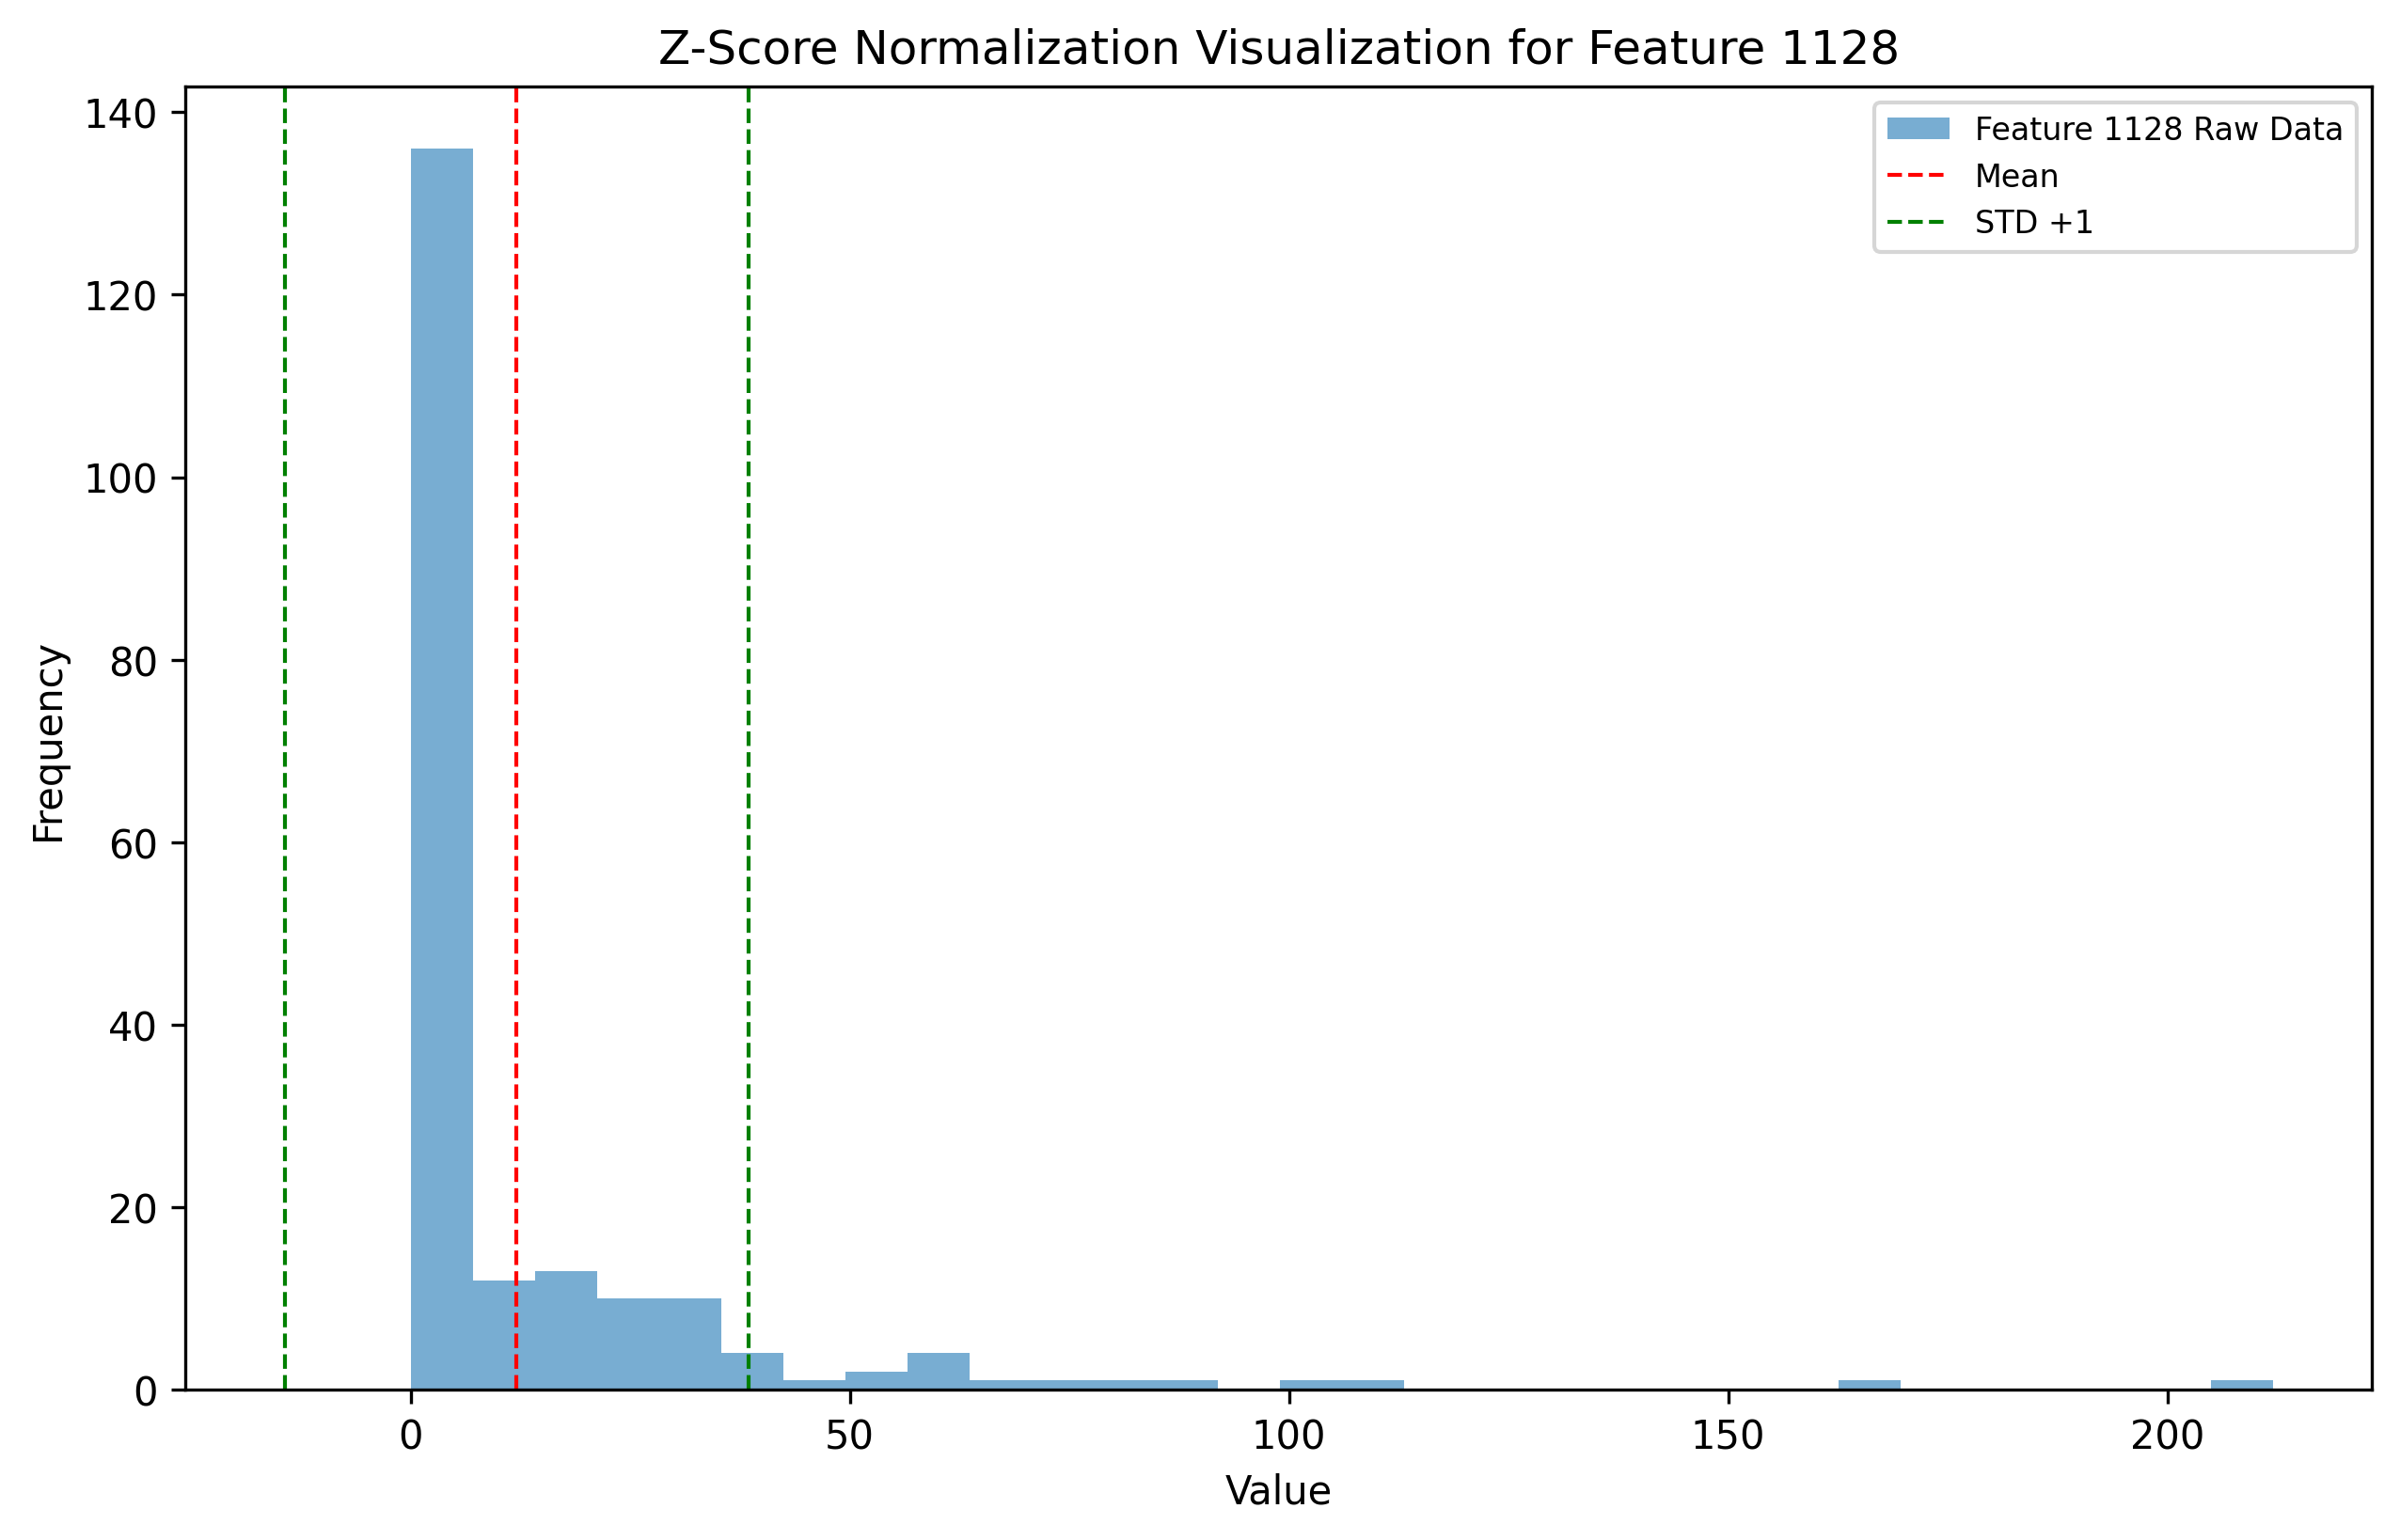 Z-Score Normalization Visualization for Feature 1128
Feature 1128 Raw Data
Mean
STD +1
Frequency
140
120
100
80
60
40
20
0
0 50 100 150 200
Value